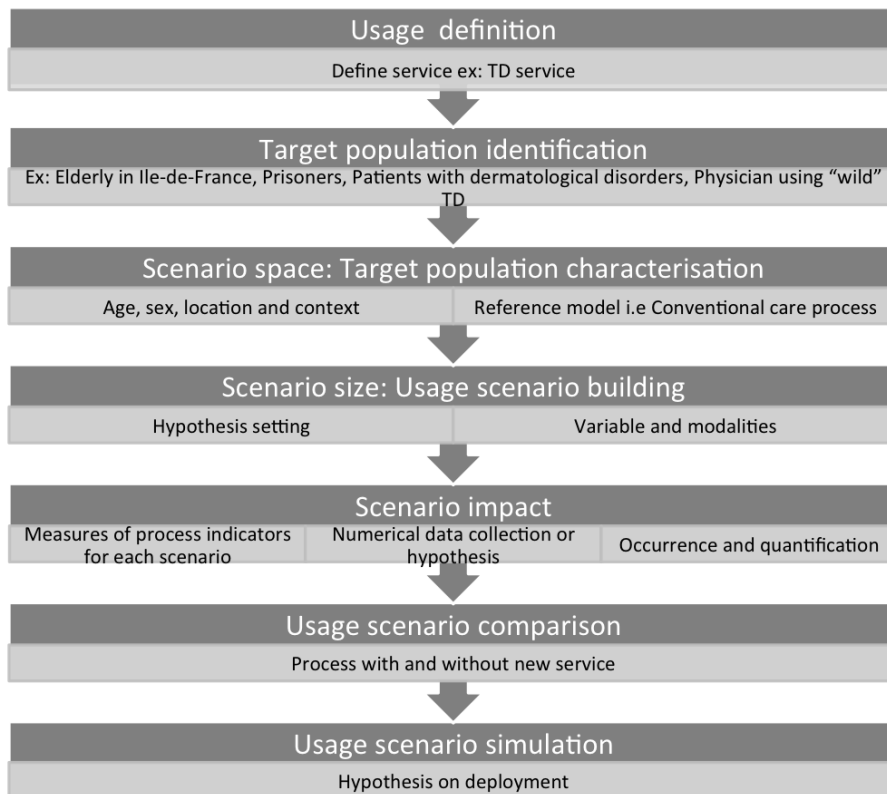 Usage definition
Define service ex: TD service
Target population identification
Ex: Elderly in Ile-de-France, Prisoners, Patients with dermatological disorders, Physician using “wild”
TD
Scenario space: Target population characterisation
Age, sex, location and context
Reference model i.e Conventional care process
Scenario size: Usage scenario building
Hypothesis setting
Variable and modalities
Scenario impact
Measures of process indicators
for each scenario
Numerical data collection or
hypothesis
Occurrence and quantification
Usage scenario comparison
Process with and without new service
Usage scenario simulation
Hypothesis on deployment